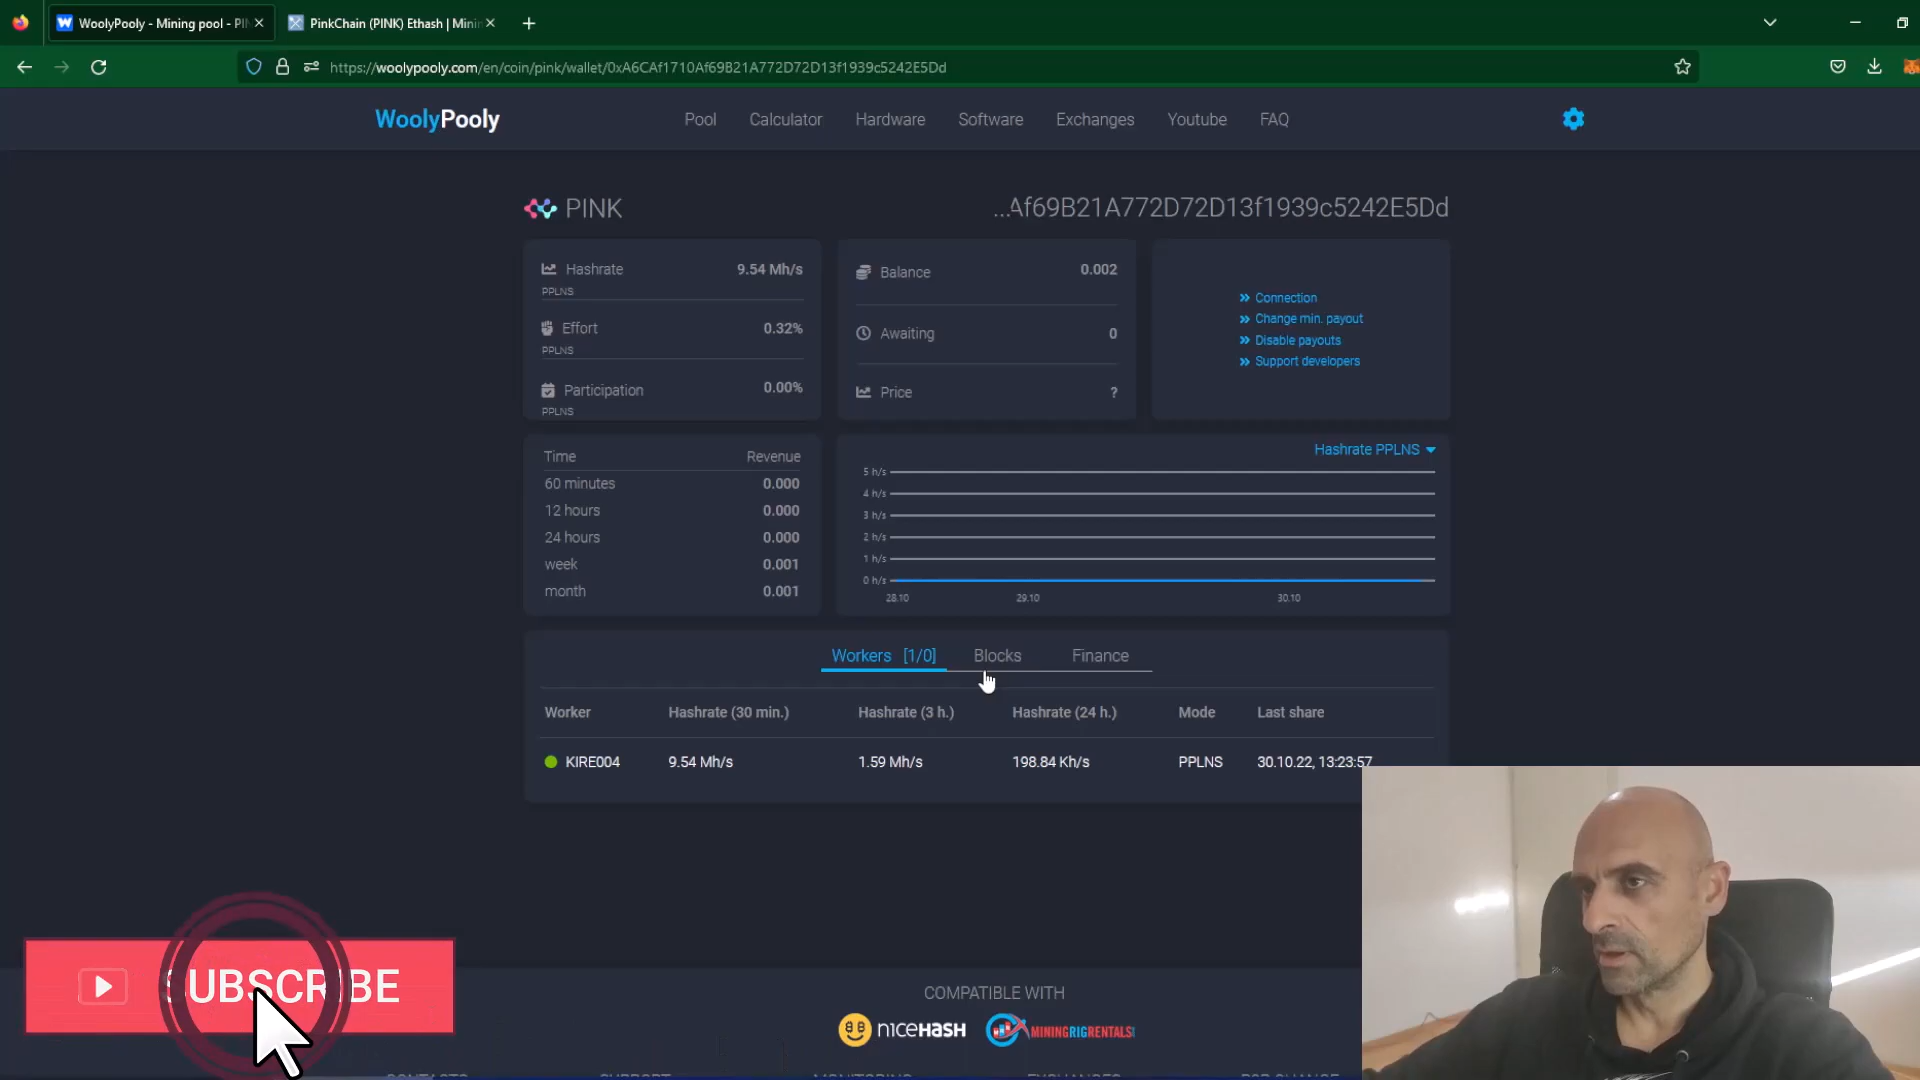 WoolyPooly - Mining pool - PI
PinkChain (PINK) Ethash | Mini
https://woolypooly.com/en/coin/pink/wallet/0xA6CAf1710Af69B21A772D72D13f1939c5242E5Dd
WoolyPooly
Pool Calculator Hardware Software Exchanges Youtube FAQ
PINK
...Af69B21A772D72D13f1939c5242E5Dd
Hashrate 9.54 Mh/s
PPLNS
Effort 0.32%
PPLNS
Participation 0.00%
PPLNS
Balance 0.002
Awaiting 0
Price ?
Connection
Change min. payout
Disable payouts
Support developers
Time Revenue
60 minutes 0.000
12 hours 0.000
24 hours 0.000
week 0.001
month 0.001
Hashrate PPLNS
5 h/s
4 h/s
3 h/s
2 h/s
1 h/s
0 h/s
28.10 29.10 30.10
Workers [1/0] Blocks Finance
Worker Hashrate (30 min.) Hashrate (3 h.) Hashrate (24 h.) Mode Last share
KIRE004 9.54 Mh/s 1.59 Mh/s 198.84 Kh/s PPLNS 30.10.22, 13:23:57
SUBSCRIBE
COMPATIBLE WITH
NICEHASH
MININGRIGRENTALS